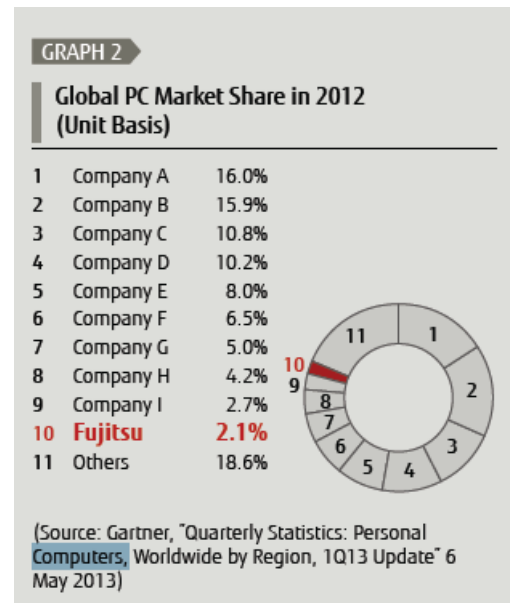 GRAPH 2
Global PC Market Share in 2012
(Unit Basis)
1 Company A 16.0%
2 Company B 15.9%
3 Company C 10.8%
4 Company D 10.2%
5 Company E 8.0%
6 Company F 6.5%
7 Company G 5.0%
8 Company H 4.2%
9 Company I 2.7%
10 Fujitsu 2.1%
11 Others 18.6%
11
1
10
9
2
8
7
3
6
5
4
(Source: Gartner, "Quarterly Statistics: Personal
Computers, Worldwide by Region, 1Q13 Update" 6
May 2013)